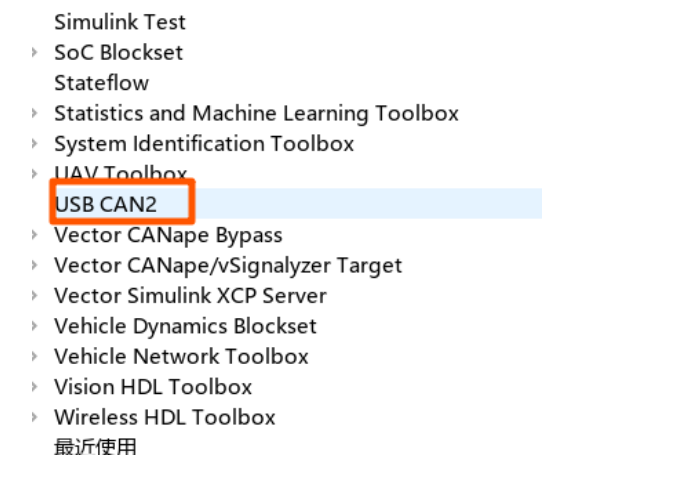 Simulink Test
SoC Blockset
Stateflow
Statistics and Machine Learning Toolbox
System Identification Toolbox
UAV Toolbox
USB CAN2
Vector CANape Bypass
Vector CANape/vSignalyzer Target
Vector Simulink XCP Server
Vehicle Dynamics Blockset
Vehicle Network Toolbox
Vision HDL Toolbox
Wireless HDL Toolbox
最近使用